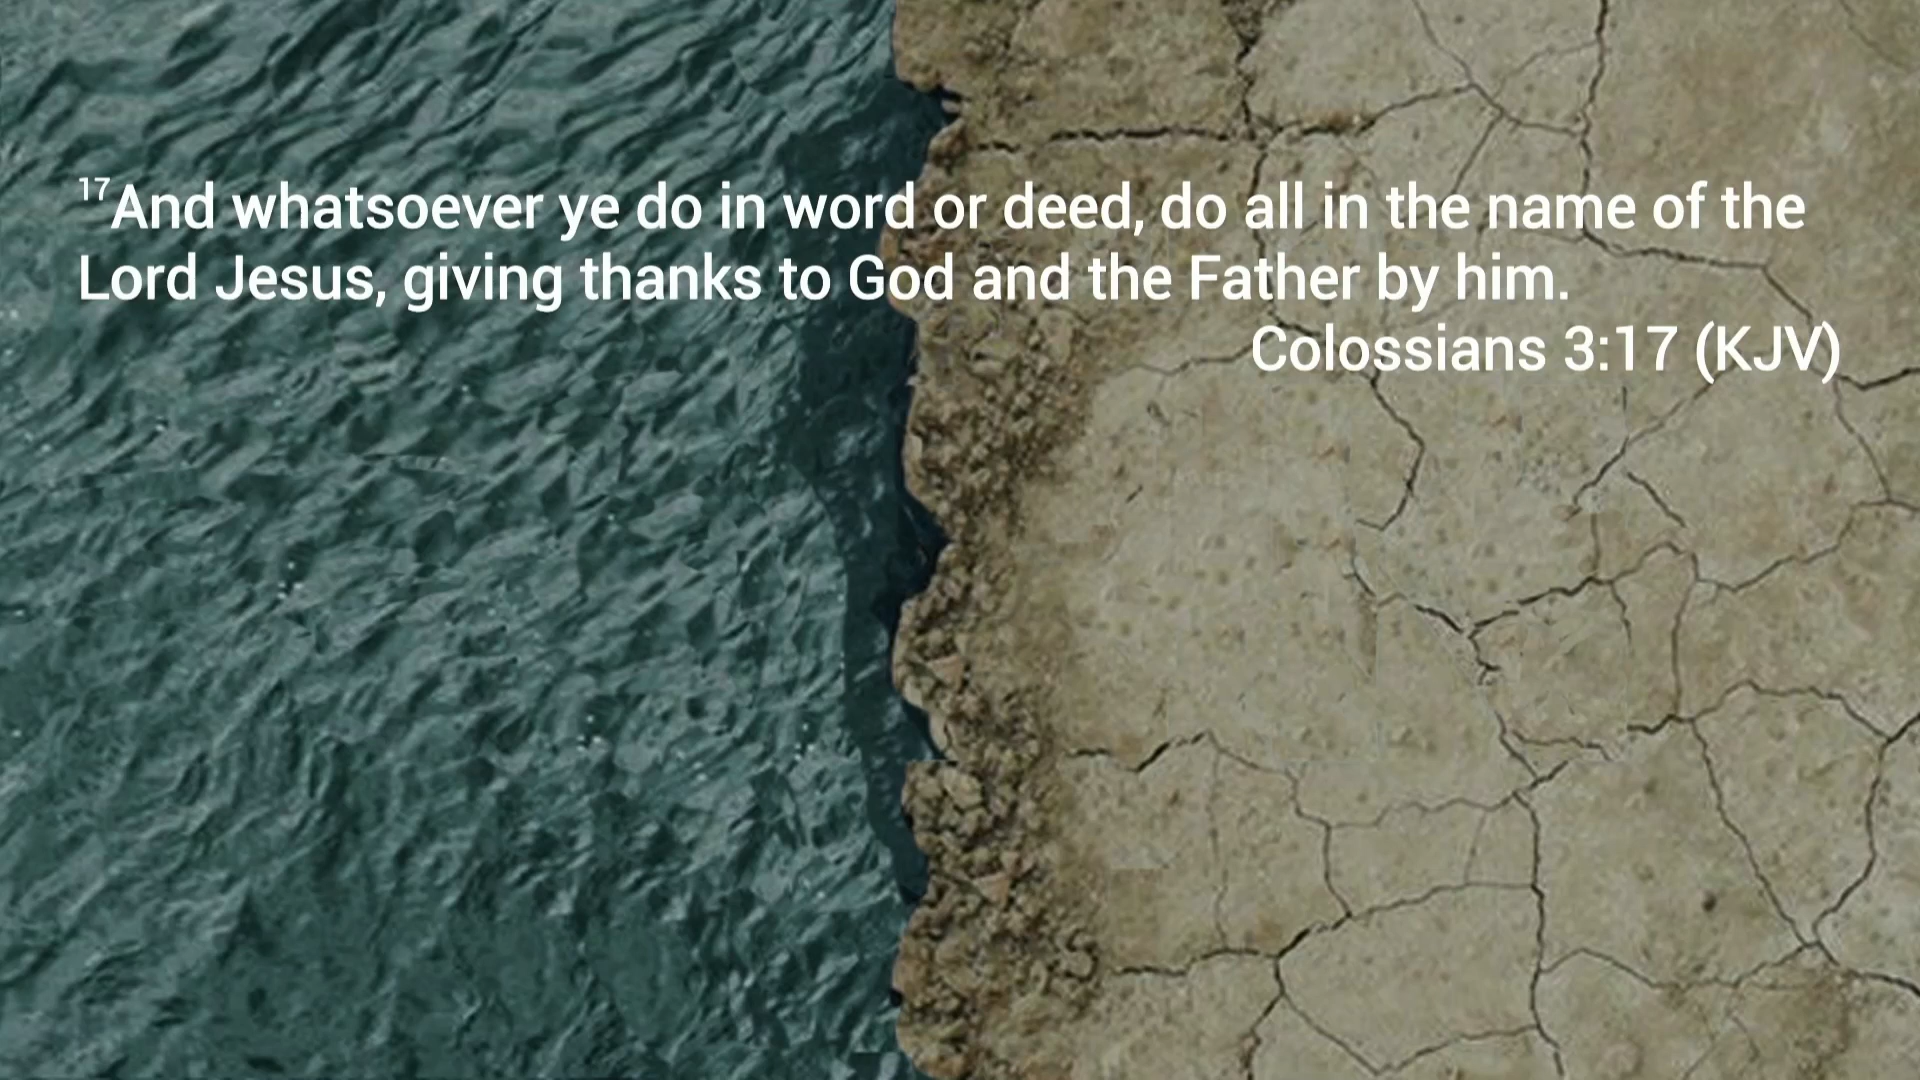 17And whatsoever ye do in word or deed, do all in the name of the
Lord Jesus, giving thanks to God and the Father by him.
Colossians 3:17 (KJV)